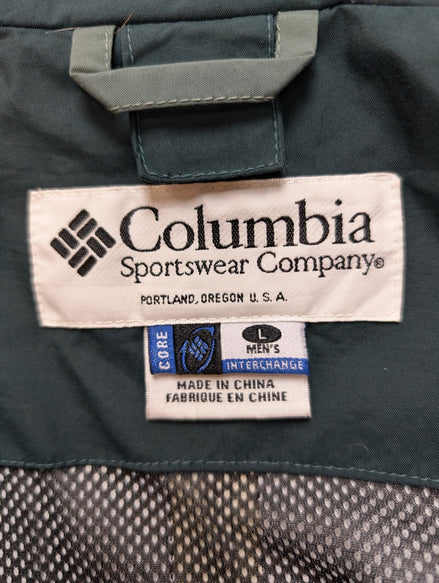 Columbia
Sportswear Company®
PORTLAND, OREGON U.S.A.
CORE
L
MEN'S
INTERCHANGE
MADE IN CHINA
FABRIQUE EN CHINE